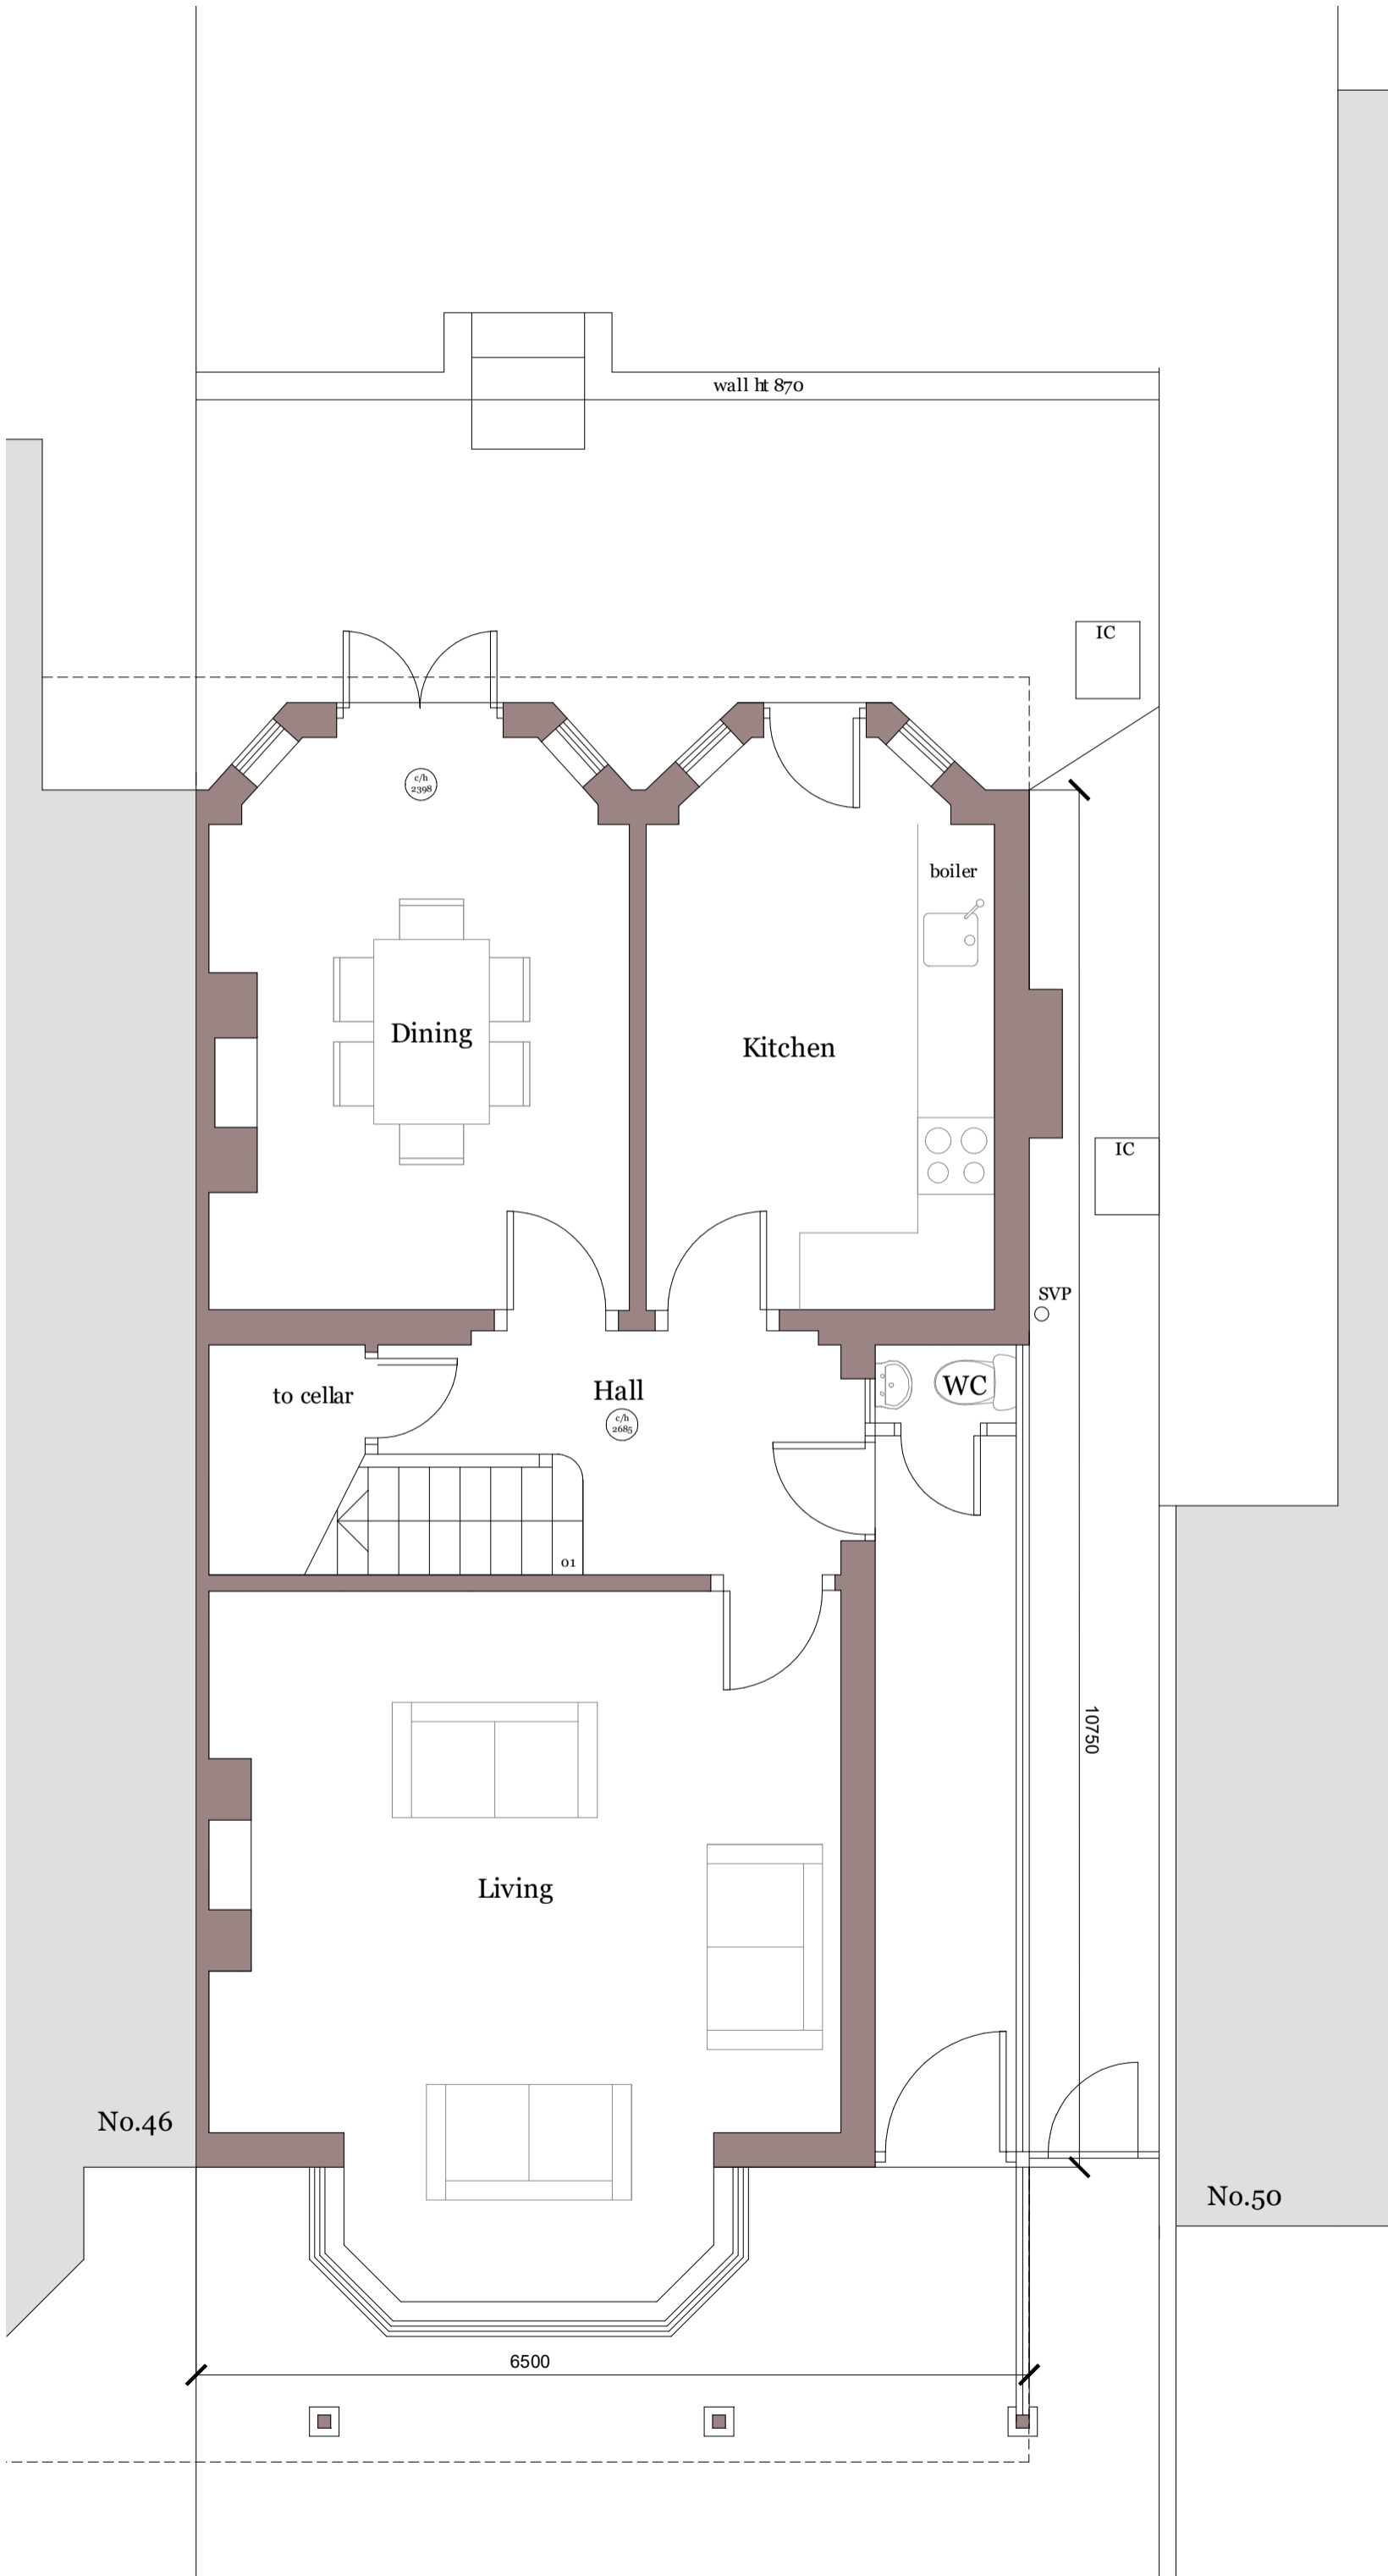 wall ht 870
IC
c/h
2398
boiler
Dining
Kitchen
IC
SVP
to cellar
Hall
c/h
2685
WC
01
10750
Living
No.46
No.50
6500